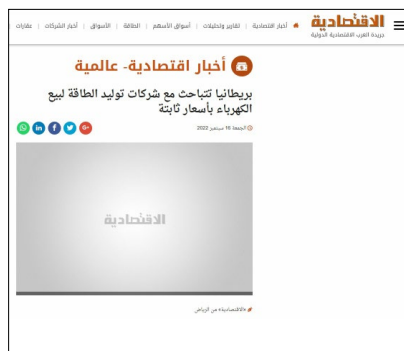 الاقتصادية
جريدة العرب الاقتصادية الدولية
أخبار اقتصادية | تقارير وتحليلات | أسواق الأسهم | الطاقة | الأسواق | أخبار الشركات | عقارات
أخبار اقتصادية- عالمية
بريطانيا تتباحث مع شركات توليد الطاقة لبيع
الكهرباء بأسعار ثابتة
الجمعة 16 سبتمبر 2022
الاقتصادية
«الاقتصادية» من الرياض